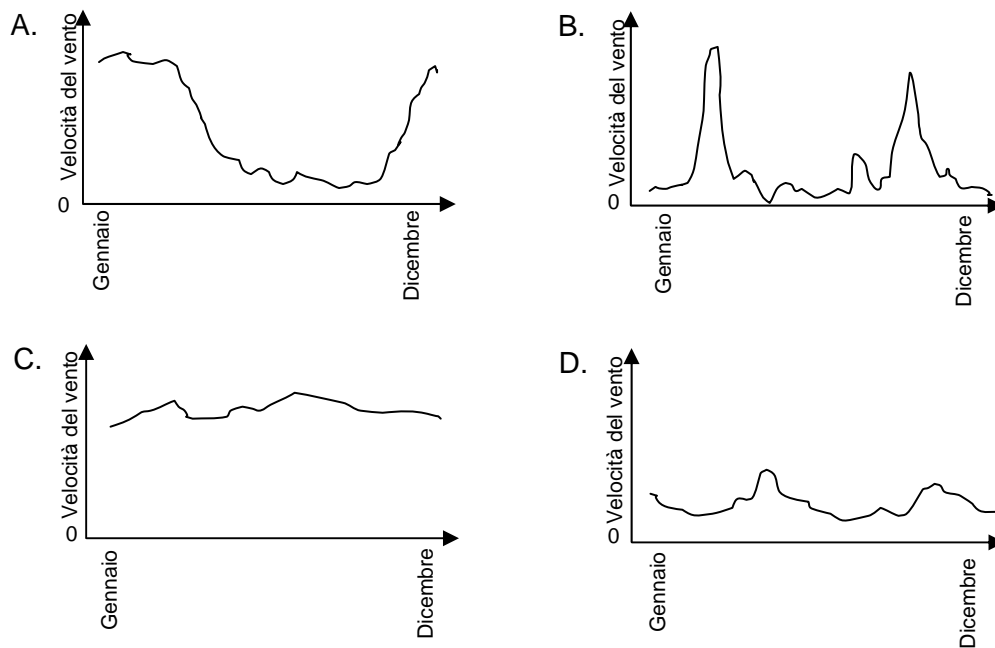 A.
Velocità del vento
0
Gennaio
Dicembre
B.
Velocità del vento
0
Gennaio
Dicembre
C.
Velocità del vento
0
Gennaio
Dicembre
D.
Velocità del vento
0
Gennaio
Dicembre